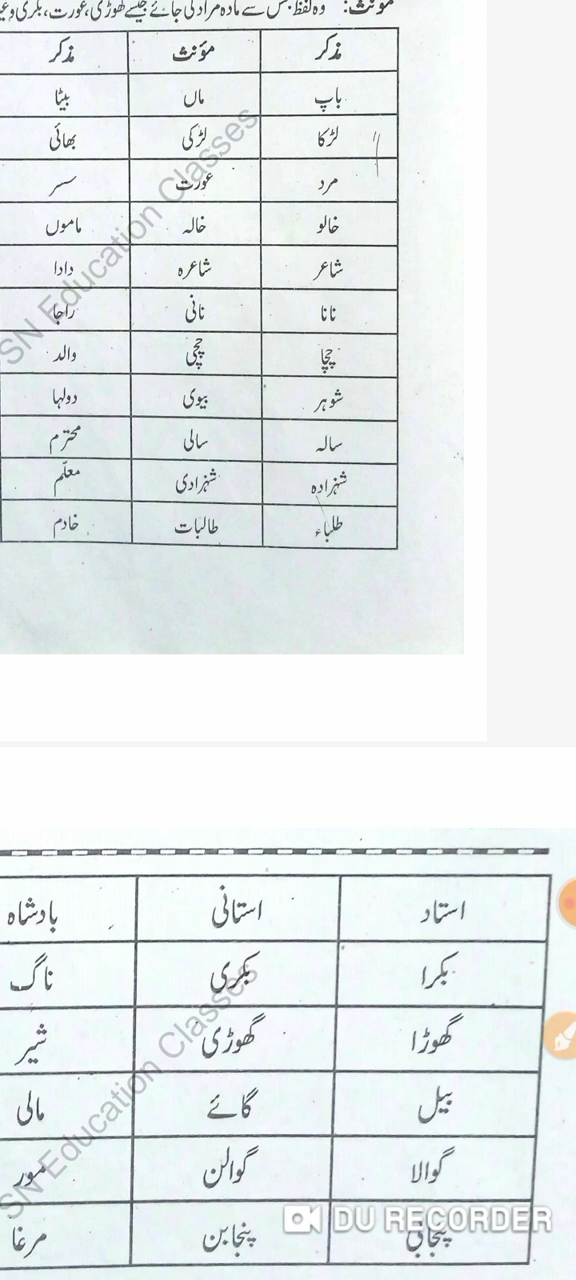 مؤنث: وہ لفظ جس سے مادہ مراد لی جائے جیسے گھوڑی، عورت، بکری
مذکر مؤنث مذکر
باپ ماں بیٹا
لڑکا لڑکی بھائی
مرد عورت سسر
خالو خالہ ماموں
شاعر شاعرہ دادا
نانا نانی راجا
چچا چچی والد
شوہر بیوی دولہا
سالہ سالی محترم
شہزادہ شہزادی معلّم
طلباء طالبات خادم
SN Education Classes
استاد استانی بادشاہ
بکرا بکری ناگ
گھوڑا گھوڑی شیر
بیل گائے مالی
گوالا گوالن مور
پنجابی پنجابن مرغا
SN Education Classes
DU RECORDER